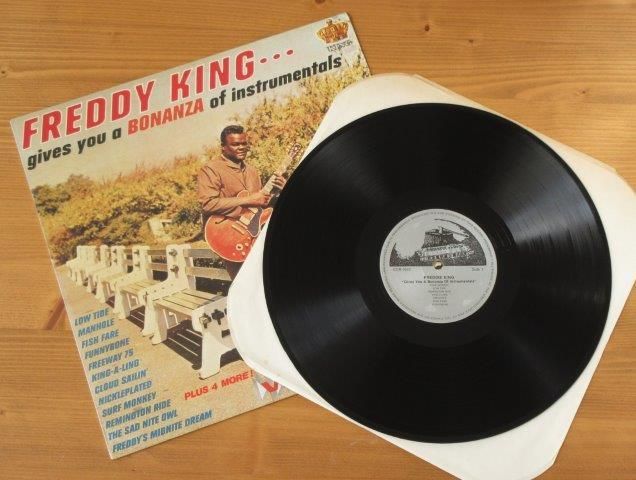 FREDDY KING...
gives you a BONANZA of instrumentals
LOW TIDE
MANHOLE
FISH FARE
FUNNYBONE
FREEWAY 75
KING-A-LING
CLOUD SAILIN'
NICKLEPLATED
SURF MONKEY
REMINGTON RIDE
THE SAD NITE OWL
FREDDY'S MIDNITE DREAM
PLUS 4 MORE!
Side 1
FREDDIE KING
"Gives You A Bonanza Of Instrumentals"